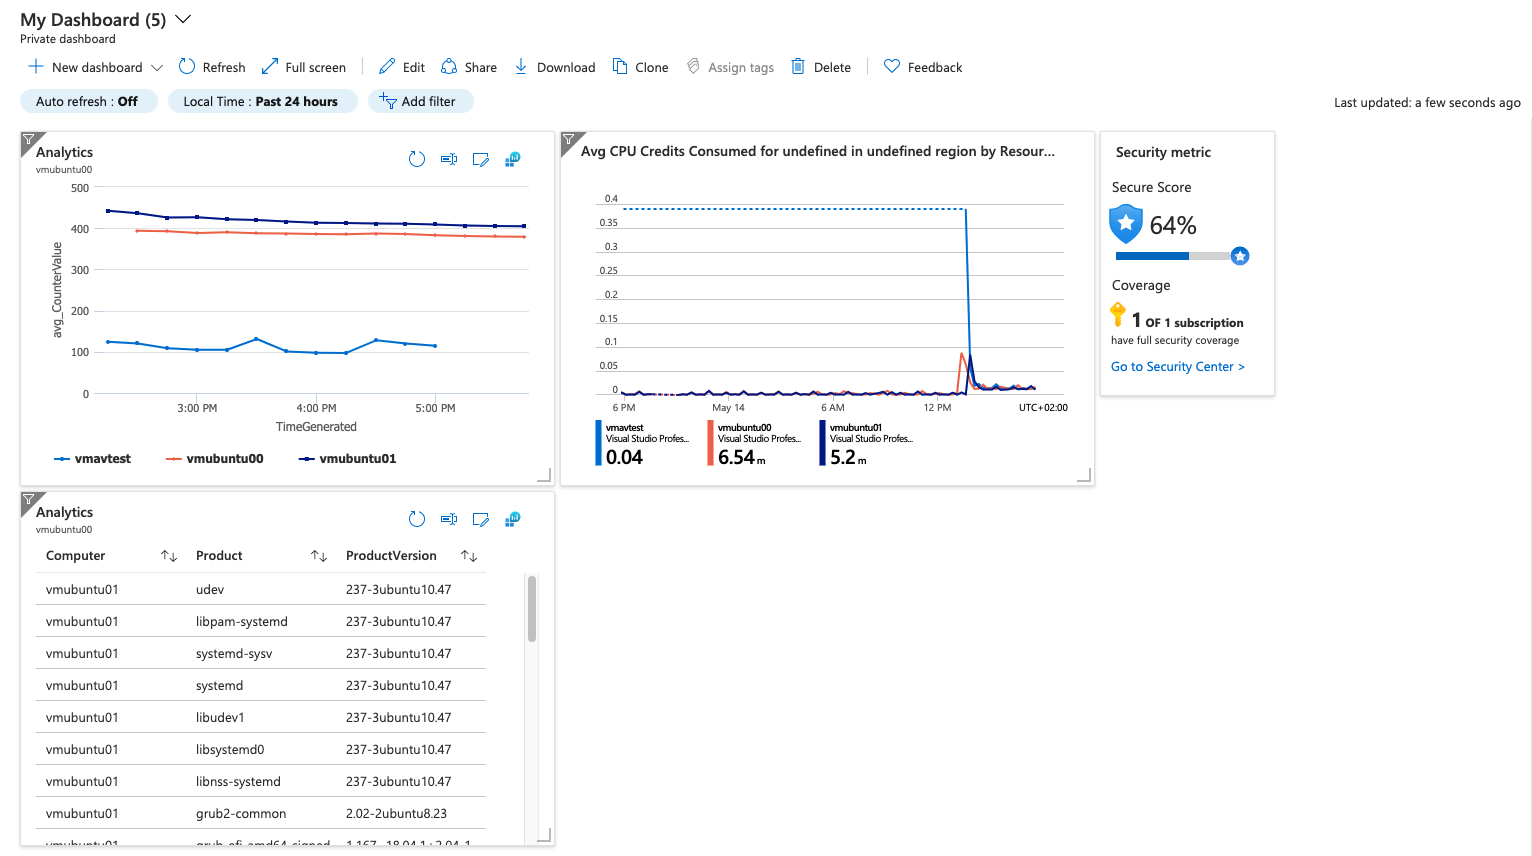 My Dashboard (5)
Private dashboard
New dashboard Refresh Full screen Edit Share Download Clone Assign tags Delete Feedback
Auto refresh : Off Local Time : Past 24 hours Add filter
Last updated: a few seconds ago
Analytics
vmubuntu00
500
400
300
200
100
0
avg_CounterValue
3:00 PM 4:00 PM 5:00 PM
TimeGenerated
vmavtest vmubuntu00 vmubuntu01
Avg CPU Credits Consumed for undefined in undefined region by Resour...
0.4
0.35
0.3
0.25
0.2
0.15
0.1
0.05
0
6 PM May 14 6 AM 12 PM UTC+02:00
vmavtest
Visual Studio Profes...
0.04
vmubuntu00
Visual Studio Profes...
6.54 m
vmubuntu01
Visual Studio Profes...
5.2 m
Security metric
Secure Score
64%
Coverage
1 OF 1 subscription
have full security coverage
Go to Security Center >
Analytics
vmubuntu00
Computer Product ProductVersion
vmubuntu01 udev 237-3ubuntu10.47
vmubuntu01 libpam-systemd 237-3ubuntu10.47
vmubuntu01 systemd-sysv 237-3ubuntu10.47
vmubuntu01 systemd 237-3ubuntu10.47
vmubuntu01 libudev1 237-3ubuntu10.47
vmubuntu01 libsystemd0 237-3ubuntu10.47
vmubuntu01 libnss-systemd 237-3ubuntu10.47
vmubuntu01 grub2-common 2.02-2ubuntu8.23
vmubuntu01 grub-efi-amd64-signed